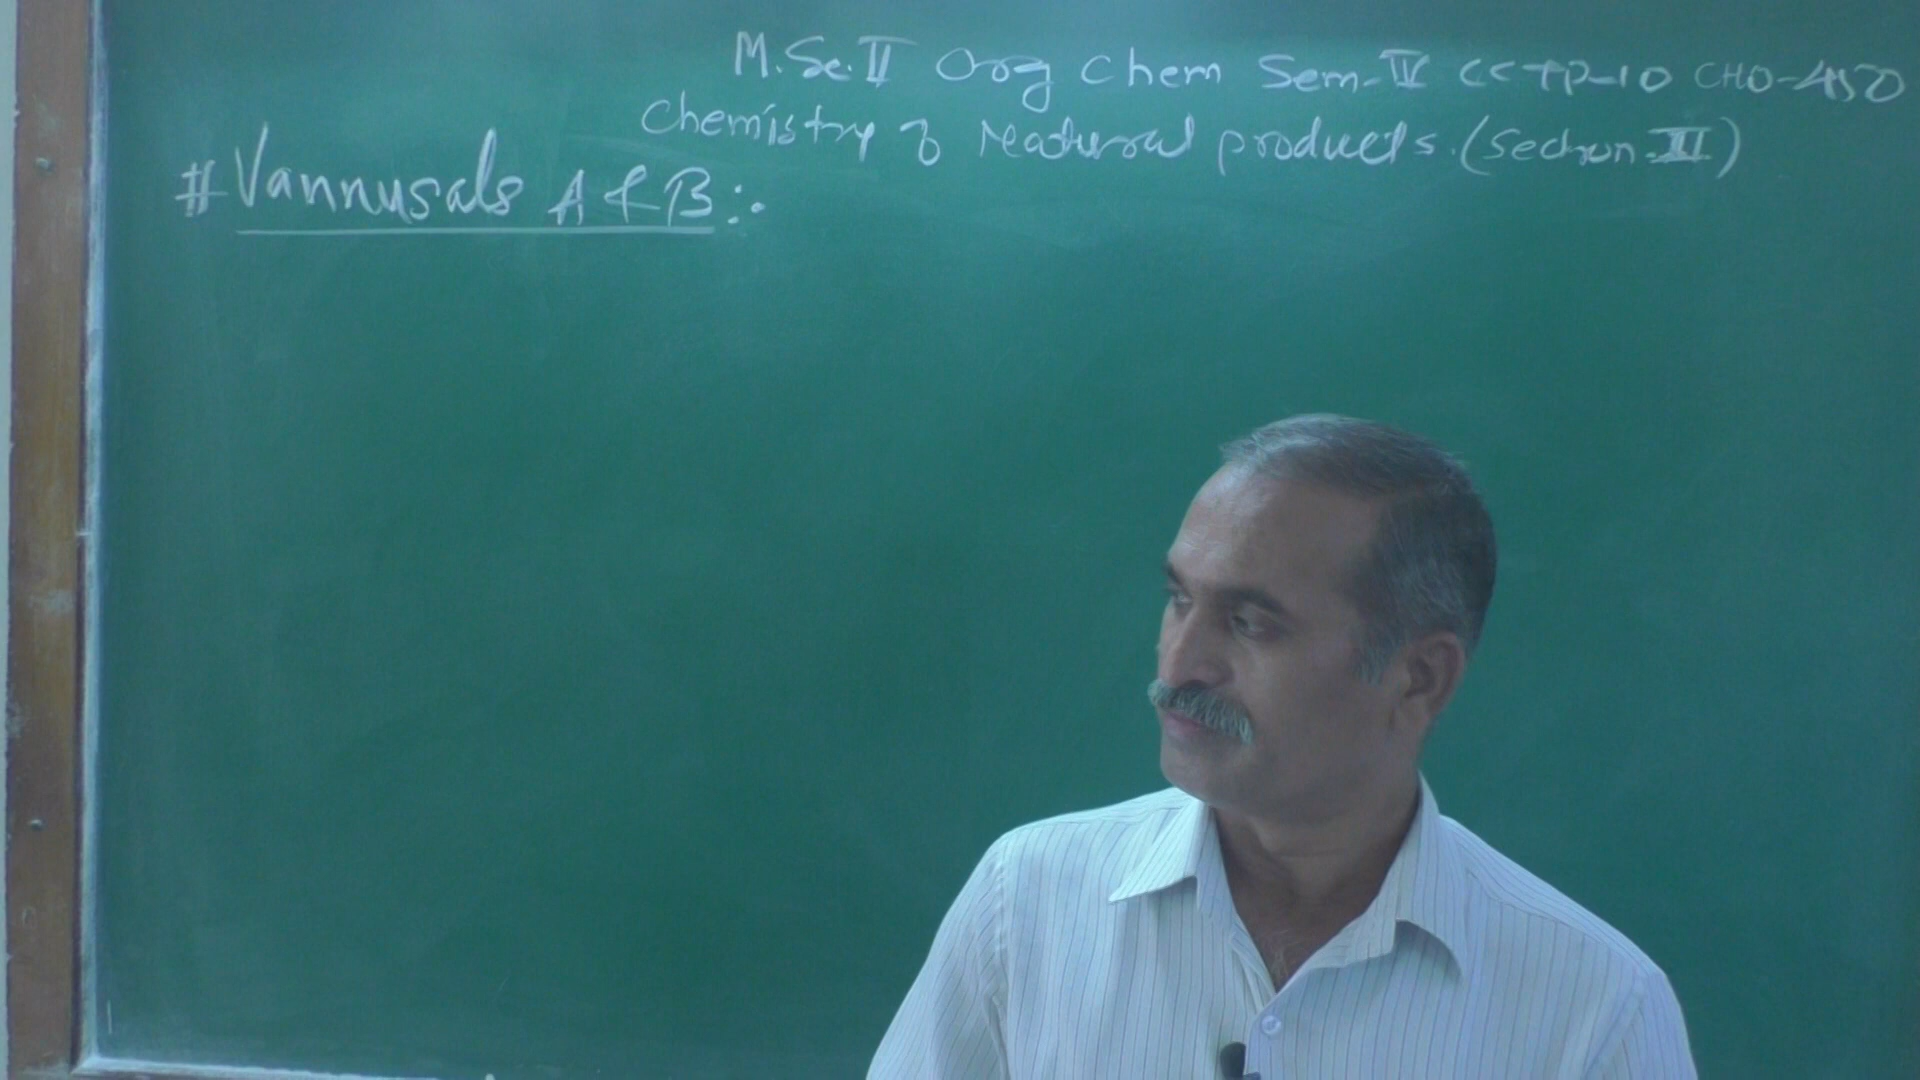 M.Sc. II Org Chem Sem-IV CCTP-10 CHO-450
Chemistry of Natural products. (Section-II)
# Vannusals A & B :-